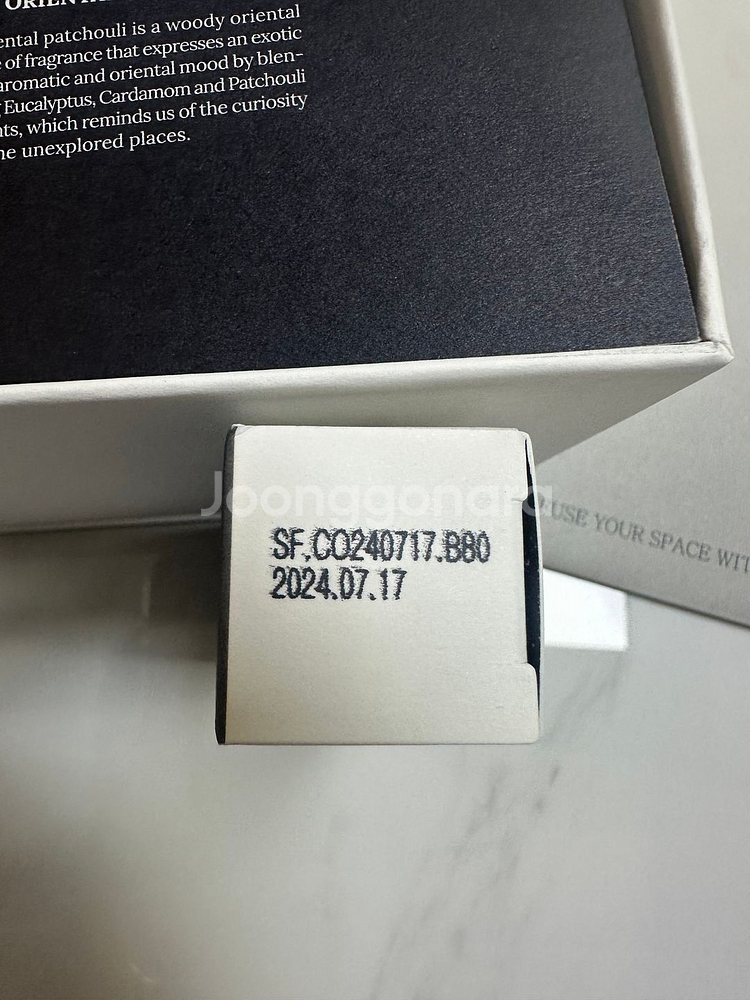 ental patchouli is a woody oriental
of fragrance that expresses an exotic
aromatic and oriental mood by blen-
Eucalyptus, Cardamom and Patchouli
nts, which reminds us of the curiosity
he unexplored places.
Joonggonara
SF.CO240717.BB0
2024.07.17
USE YOUR SPACE WIT